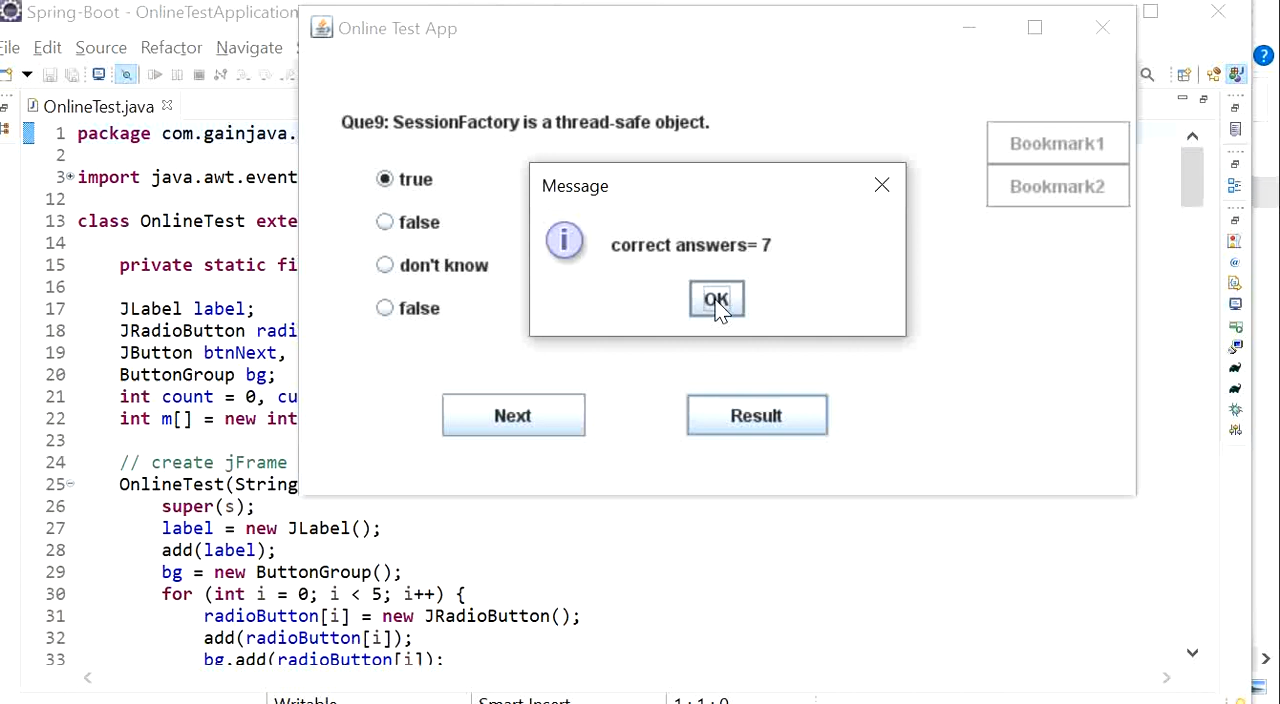 Spring-Boot - OnlineTestApplication
File Edit Source Refactor Navigate
OnlineTest.java
1 package com.gainjava.
2
3 import java.awt.event
12
13 class OnlineTest exte
14
15 private static fi
16
17 JLabel label;
18 JRadioButton radi
19 JButton btnNext,
20 ButtonGroup bg;
21 int count = 0, cu
22 int m[] = new int
23
24 // create jFrame
25 OnlineTest(String
26 super(s);
27 label = new JLabel();
28 add(label);
29 bg = new ButtonGroup();
30 for (int i = 0; i < 5; i++) {
31 radioButton[i] = new JRadioButton();
32 add(radioButton[i]);
33 bg.add(radioButton[i]);
Online Test App
Que9: SessionFactory is a thread-safe object.
true
false
don't know
false
Next
Result
Bookmark1
Bookmark2
Message
correct answers= 7
OK
Writable
Smart Insert
1 : 1 : 0